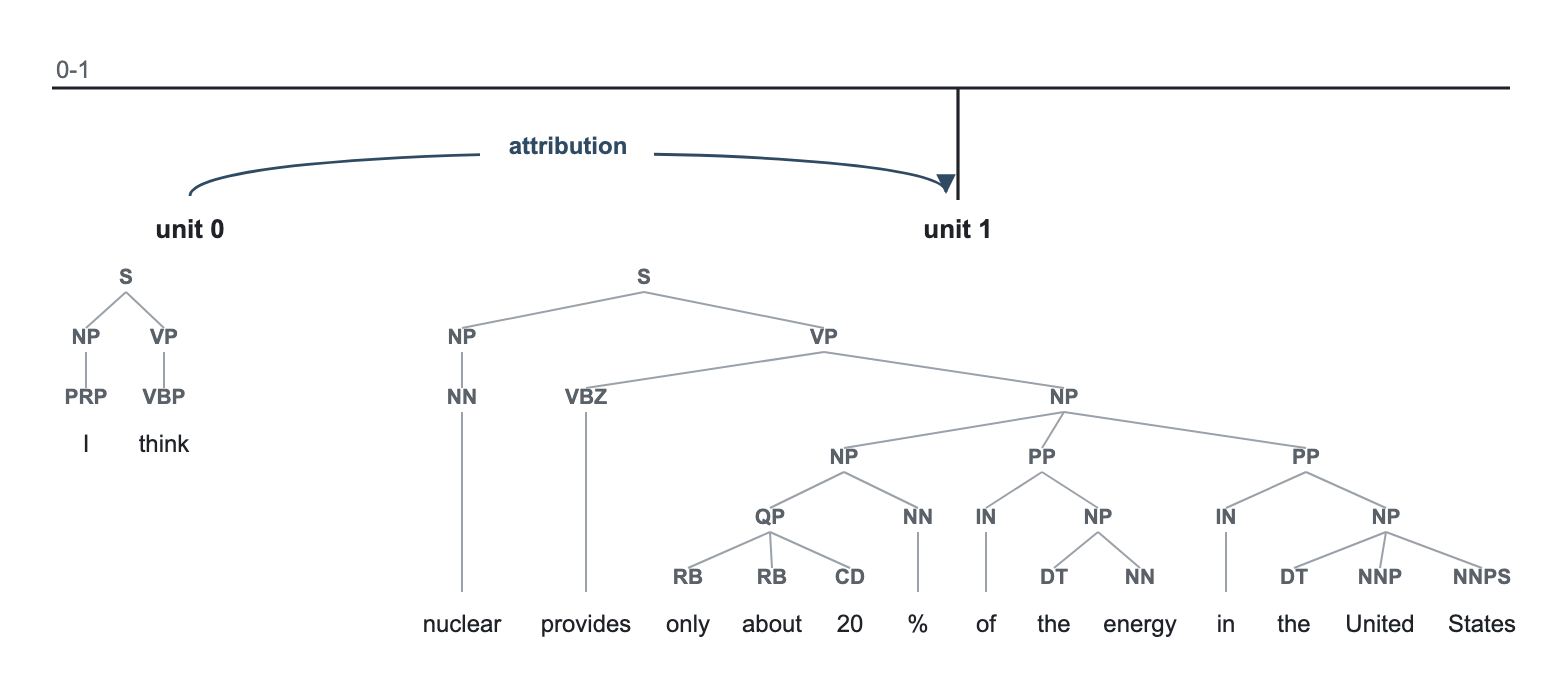 0-1
attribution
unit 0 unit 1
S S
NP VP NP VP
PRP VBP NN VBZ NP
I think NP PP PP
QP NN IN NP IN NP
RB RB CD DT NN DT NNP NNPS
nuclear provides only about 20 % of the energy in the United States